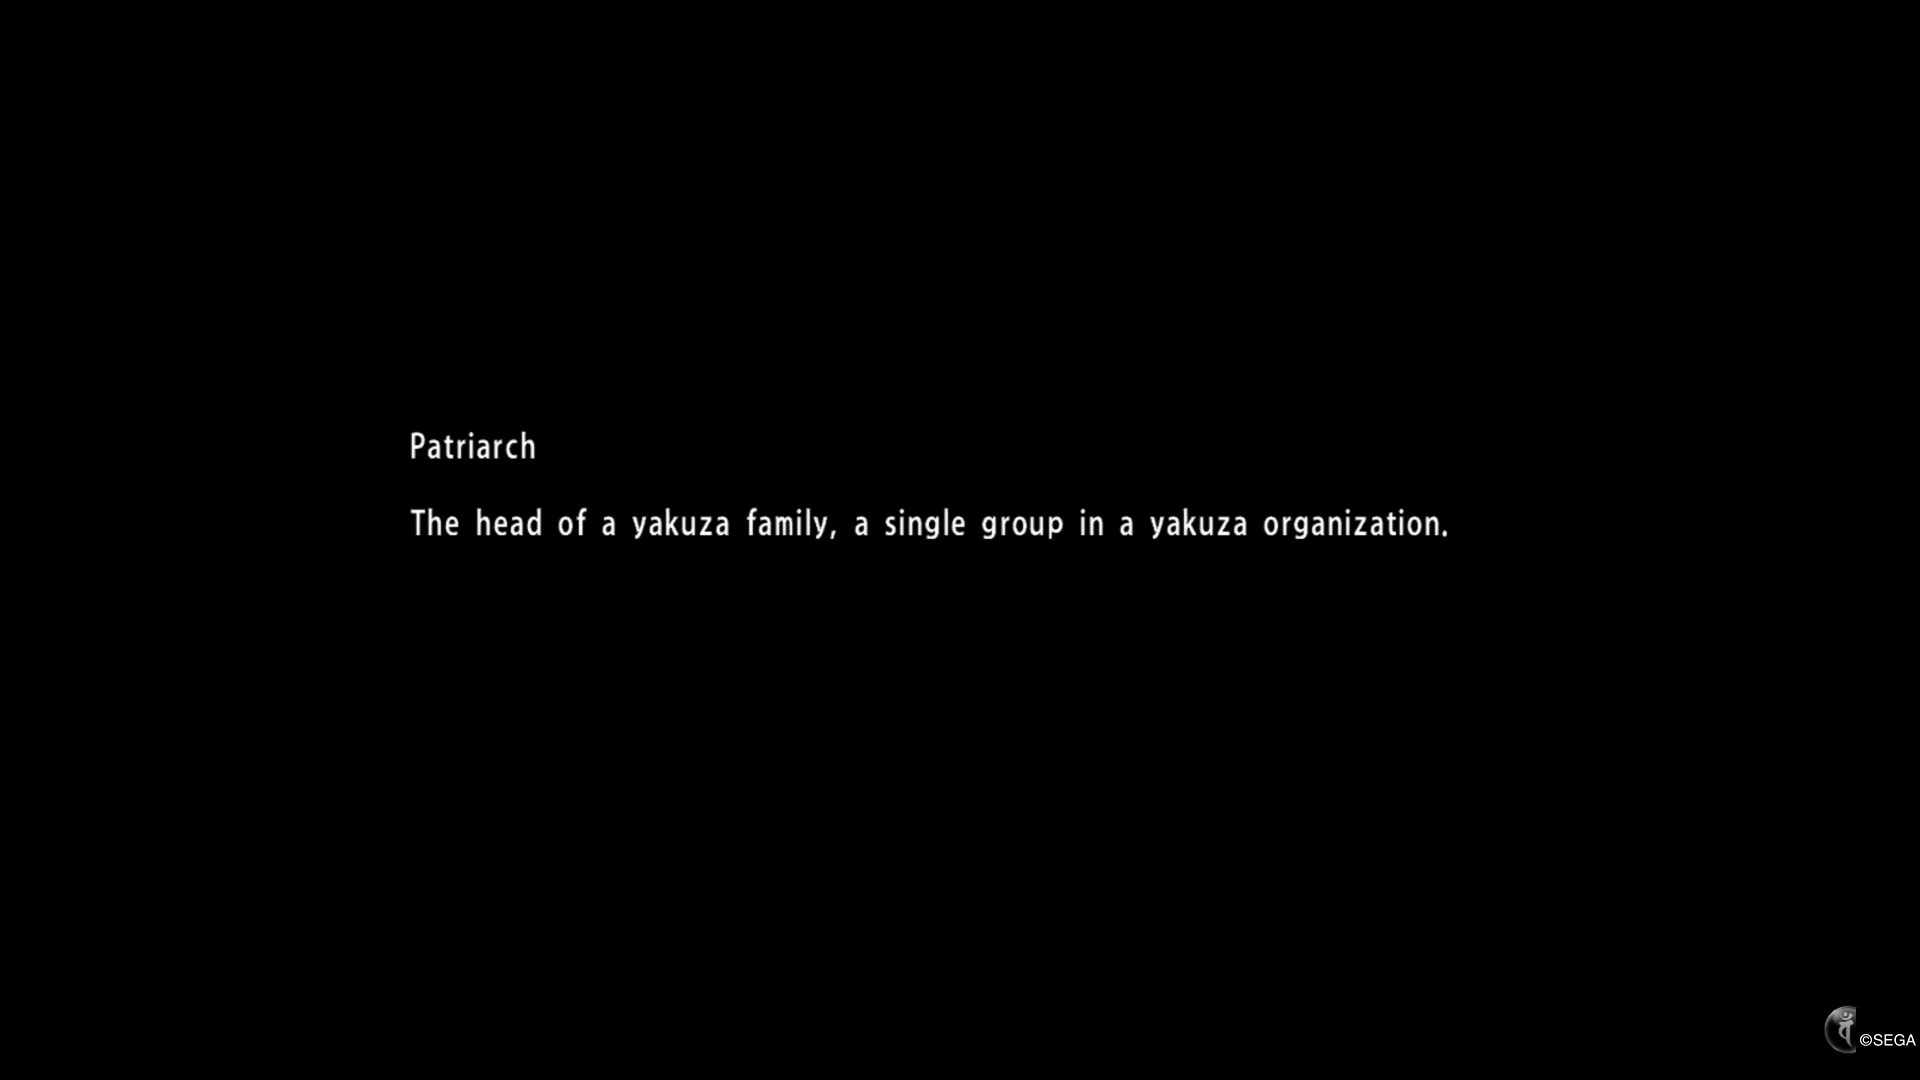 Patriarch
The head of a yakuza family, a single group in a yakuza organization.
©SEGA